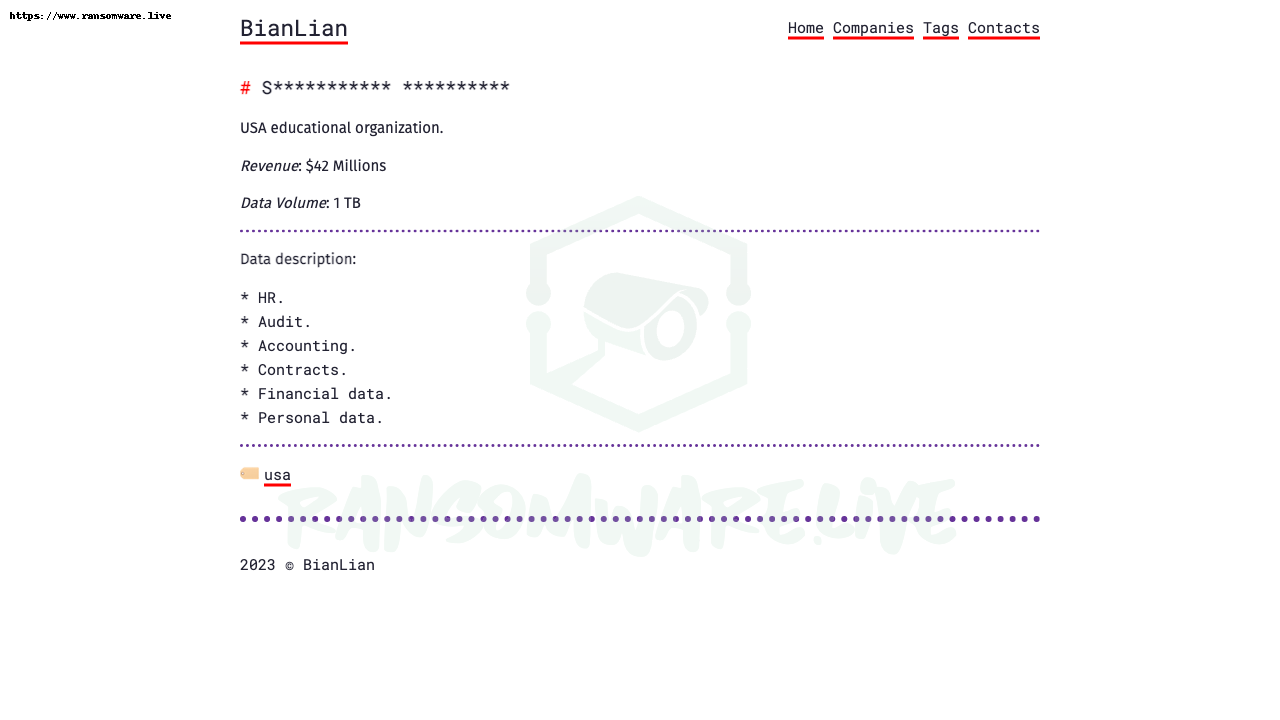 https://www.ransomware.live
BianLian
Home Companies Tags Contacts
# S*********** **********
USA educational organization.
Revenue: $42 Millions
Data Volume: 1 TB
Data description:
* HR.
* Audit.
* Accounting.
* Contracts.
* Financial data.
* Personal data.
usa
RANSOMWARE.LIVE
2023 © BianLian